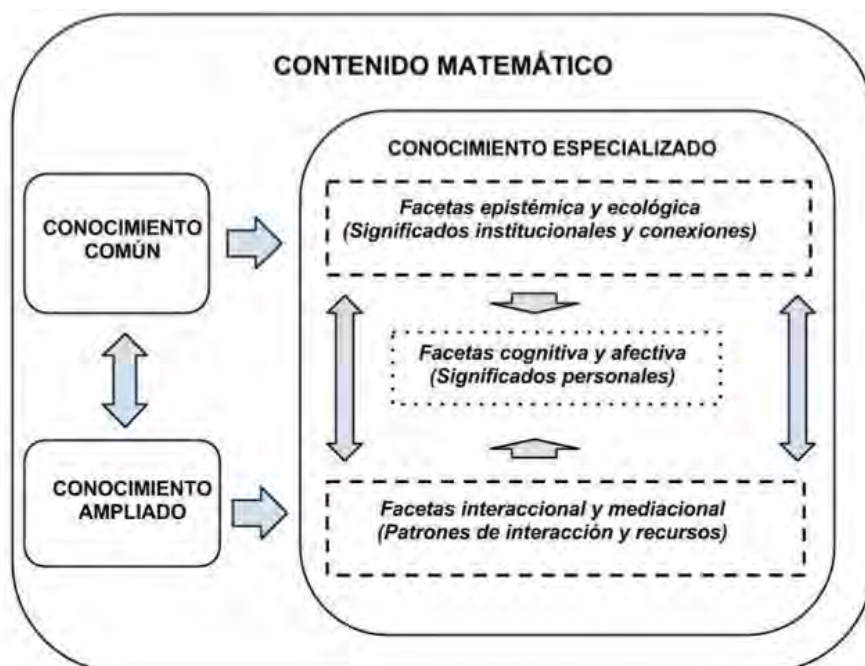 CONTENIDO MATEMÁTICO
CONOCIMIENTO
COMÚN
CONOCIMIENTO
AMPLIADO
CONOCIMIENTO ESPECIALIZADO
Facetas epistémica y ecológica
(Significados institucionales y conexiones)
Facetas cognitiva y afectiva
(Significados personales)
Facetas interaccional y mediacional
(Patrones de interacción y recursos)